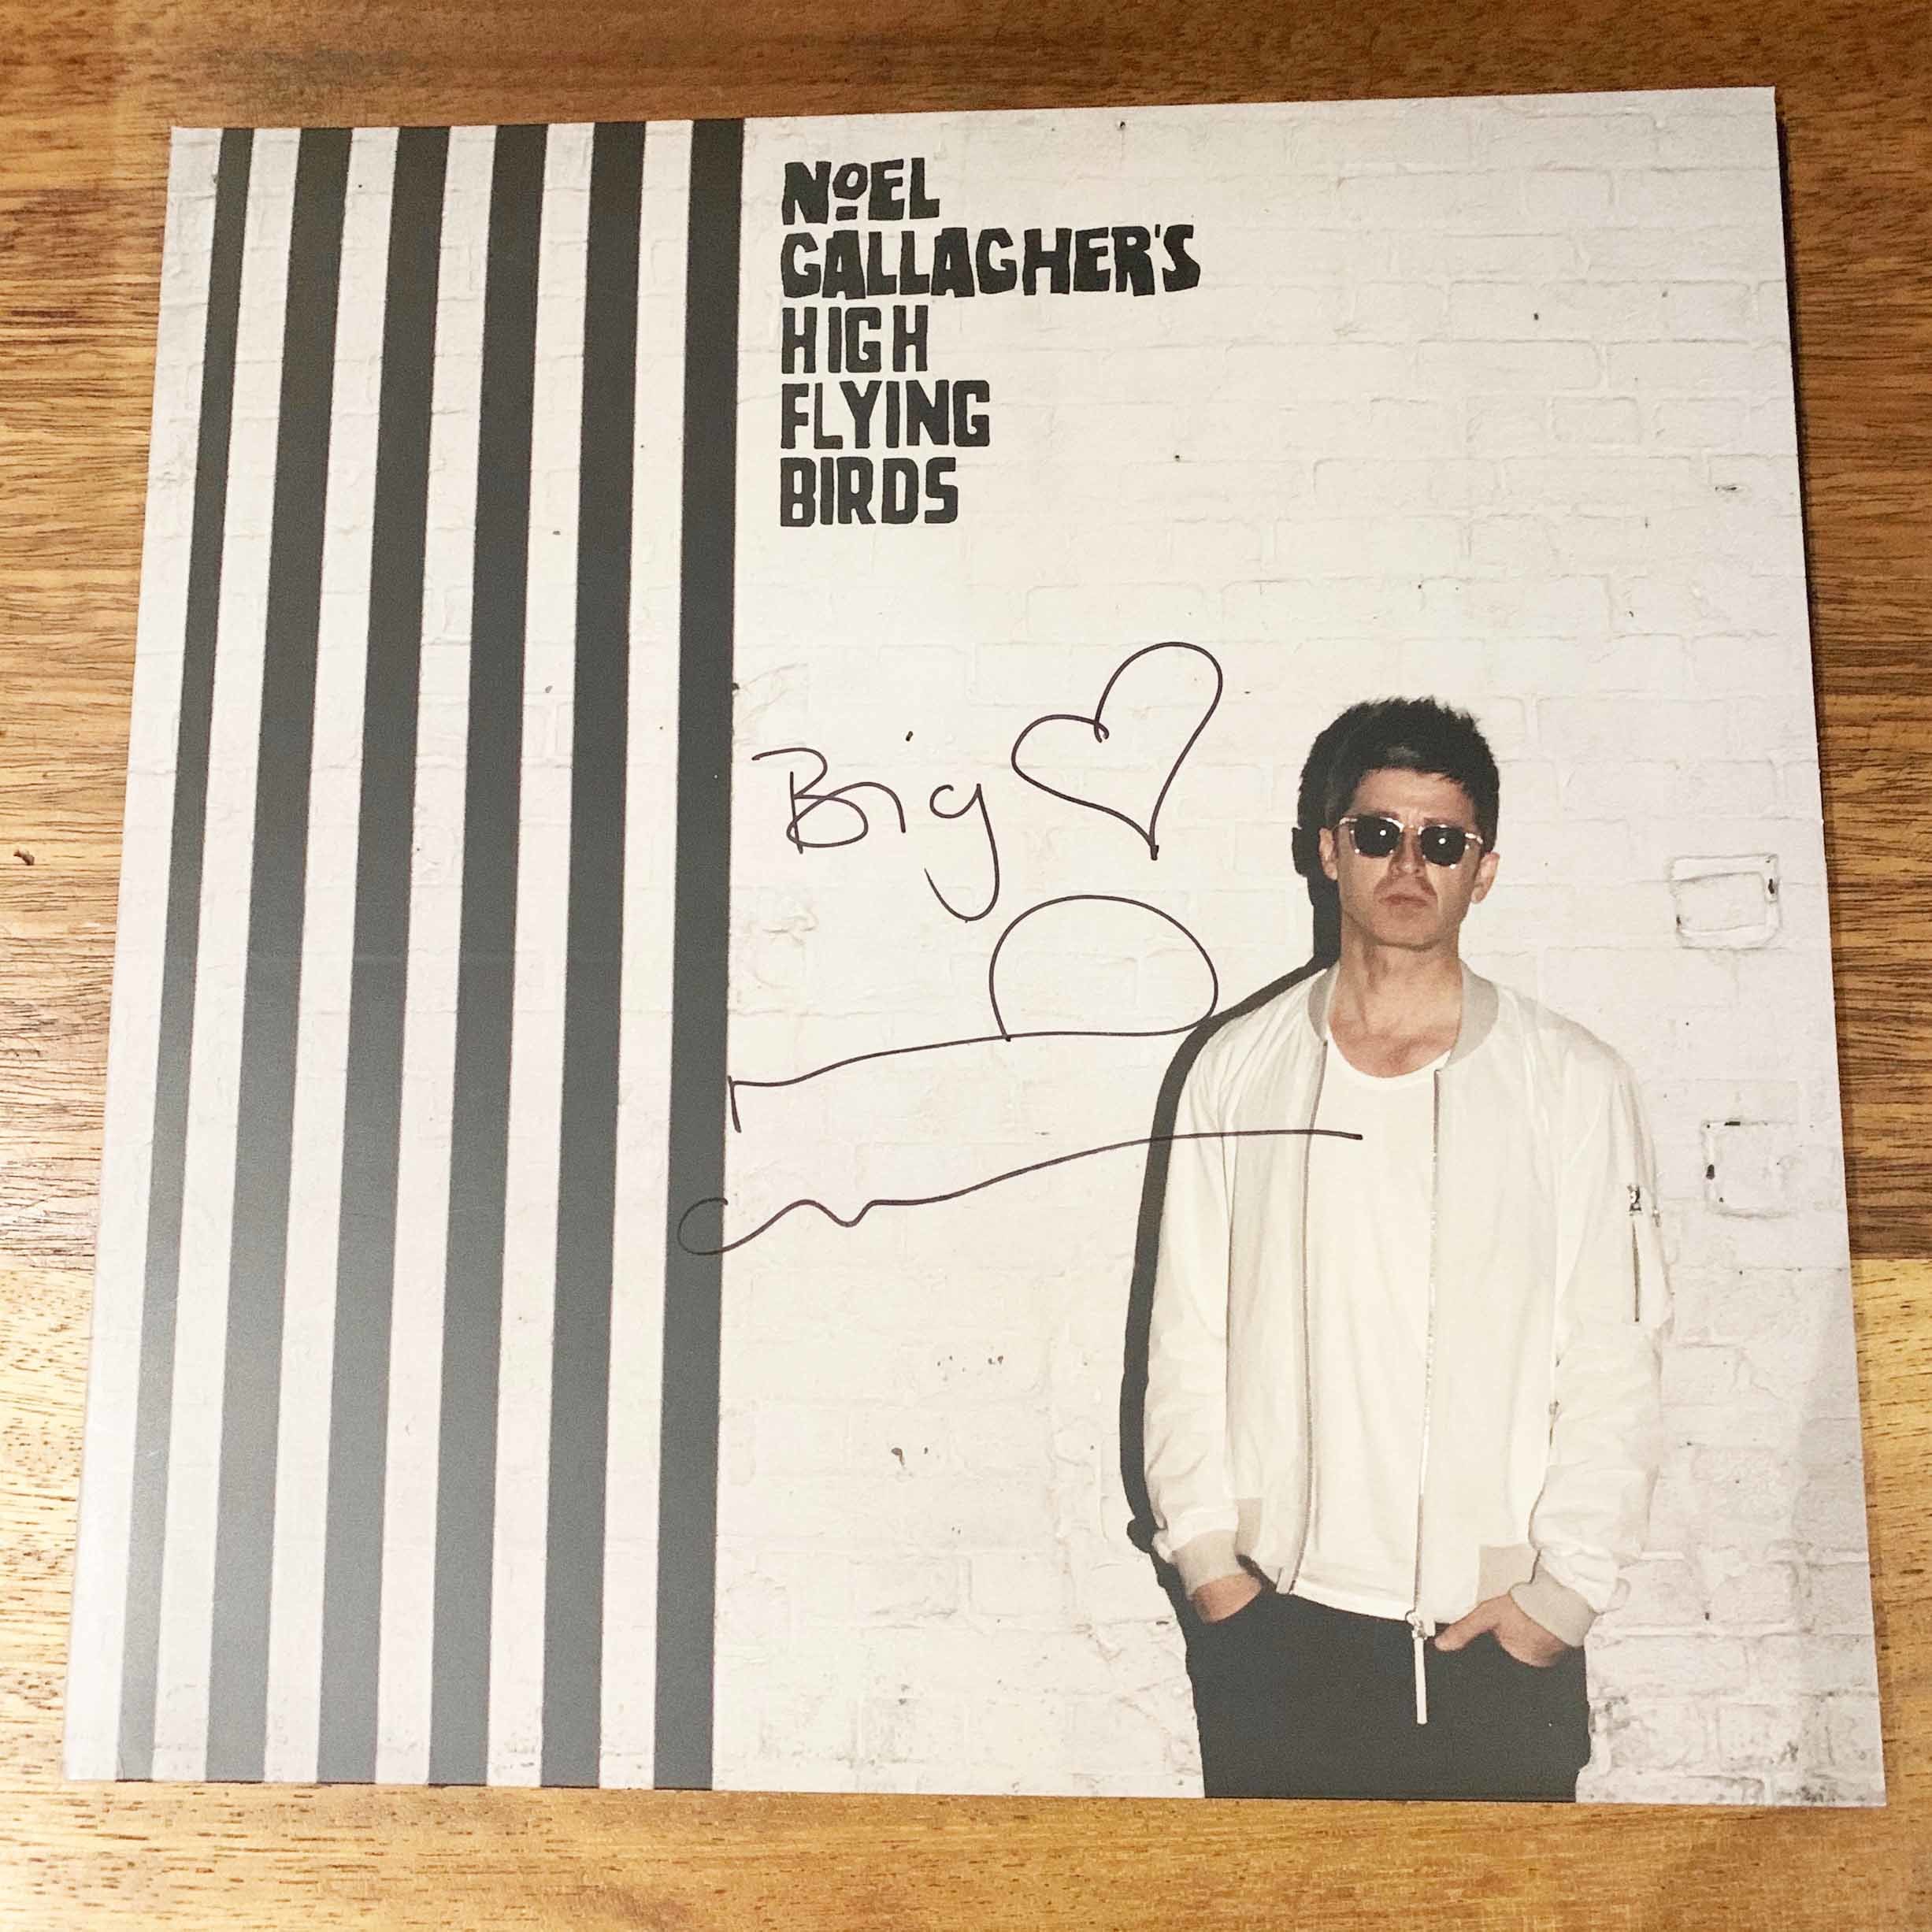 NOEL
GALLAGHER'S
HIGH
FLYING
BIRDS
Big